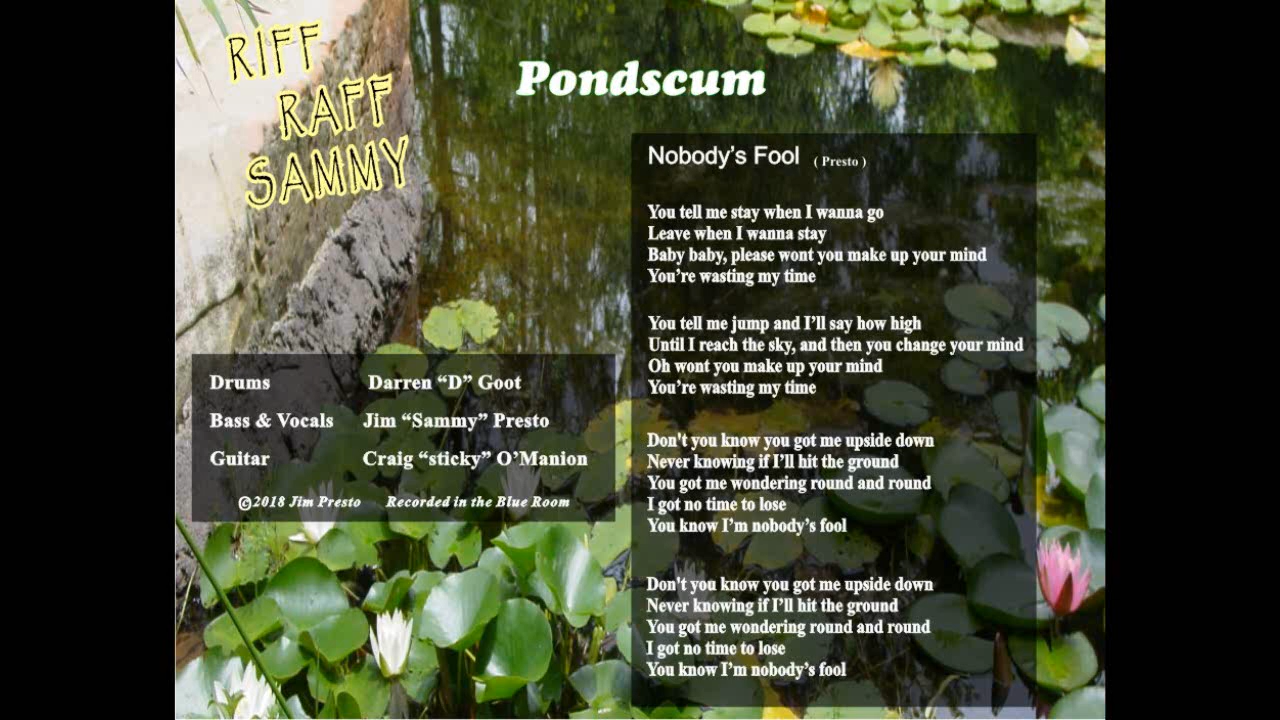 RIFF
RAFF
SAMMY
Pondscum
Nobody’s Fool ( Presto )
You tell me stay when I wanna go
Leave when I wanna stay
Baby baby, please wont you make up your mind
You’re wasting my time
You tell me jump and I’ll say how high
Until I reach the sky, and then you change your mind
Oh wont you make up your mind
You’re wasting my time
Don't you know you got me upside down
Never knowing if I’ll hit the ground
You got me wondering round and round
I got no time to lose
You know I’m nobody’s fool
Don't you know you got me upside down
Never knowing if I’ll hit the ground
You got me wondering round and round
I got no time to lose
You know I’m nobody’s fool
Drums Darren “D” Goot
Bass & Vocals Jim “Sammy” Presto
Guitar Craig “sticky” O’Manion
©2018 Jim Presto Recorded in the Blue Room